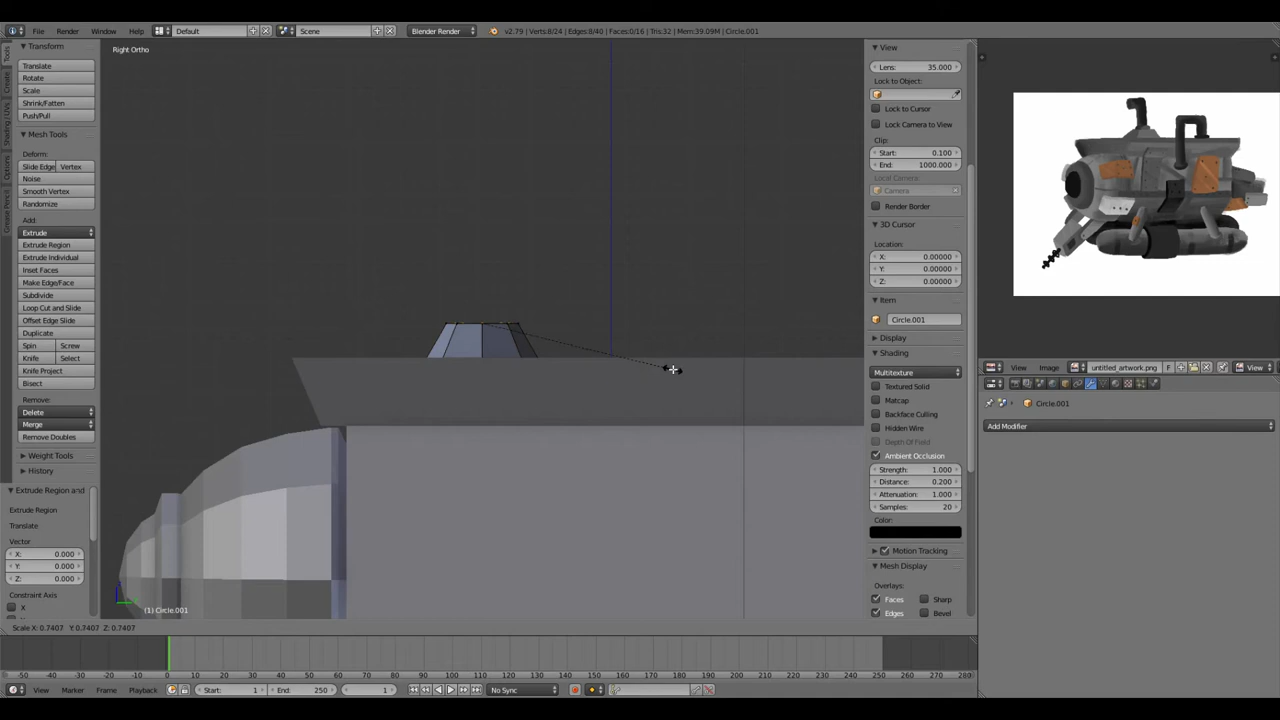 File Render Window Help Default Scene Blender Render v2.79 | Verts:8/24 | Edges:8/40 | Faces:0/16 | Tris:32 | Mem:39.09M | Circle.001
Tools
Create
Shading / UVs
Options
Grease Pencil
Transform
Translate
Rotate
Scale
Shrink/Fatten
Push/Pull
Mesh Tools
Deform:
Slide Edge Vertex
Noise
Smooth Vertex
Randomize
Add:
Extrude
Extrude Region
Extrude Individual
Inset Faces
Make Edge/Face
Subdivide
Loop Cut and Slide
Offset Edge Slide
Duplicate
Spin Screw
Knife Select
Knife Project
Bisect
Remove:
Delete
Merge
Remove Doubles
Weight Tools
History
Extrude Region and
Extrude Region
Translate
Vector
X: 0.000
Y: 0.000
Z: 0.000
Constraint Axis
X
Right Ortho
(1) Circle.001
Scale X: 0.7407 Y: 0.7407 Z: 0.7407
View
Lens: 35.000
Lock to Object:
Lock to Cursor
Lock Camera to View
Clip:
Start: 0.100
End: 1000.000
Local Camera:
Camera
Render Border
3D Cursor
Location:
X: 0.00000
Y: 0.00000
Z: 0.00000
Item
Circle.001
Display
Shading
Multitexture
Textured Solid
Matcap
Backface Culling
Hidden Wire
Depth Of Field
Ambient Occlusion
Strength: 1.000
Distance: 0.200
Attenuation: 1.000
Samples: 20
Color:
Motion Tracking
Mesh Display
Overlays:
Faces Sharp
Edges Bevel
View Image untitled_artwork.png F View
Circle.001
Add Modifier
-50 -40 -30 -20 -10 0 10 20 30 40 50 60 70 80 90 100 110 120 130 140 150 160 170 180 190 200 210 220 230 240 250 260 270 280
View Marker Frame Playback Start: 1 End: 250 1 No Sync